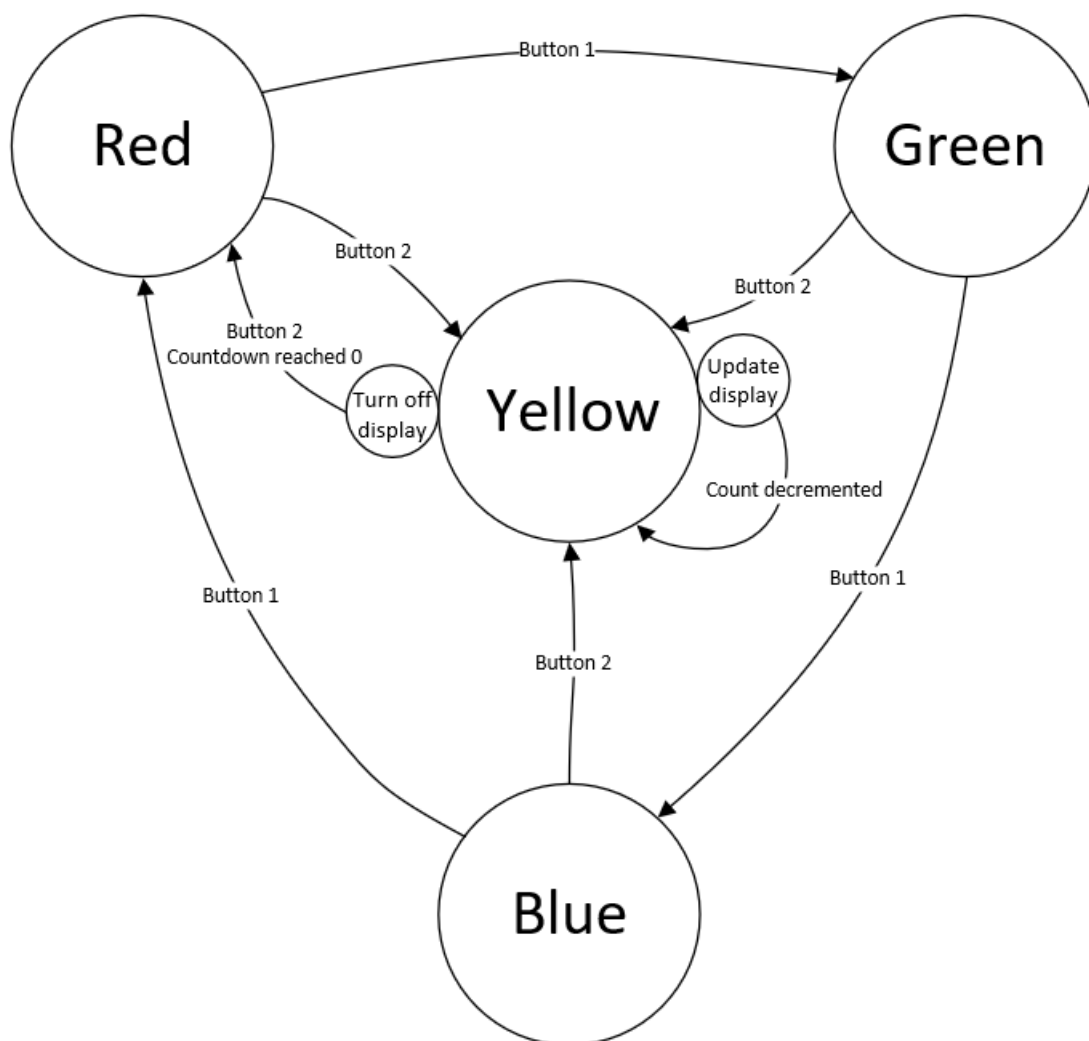 Button 1
Red
Green
Button 2
Button 2
Button 2
Countdown reached 0
Update
display
Turn off
display
Yellow
Count decremented
Button 1
Button 1
Button 2
Blue